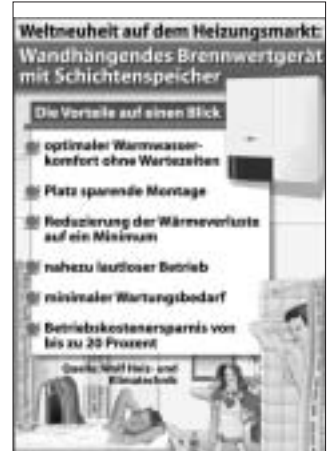 Weltneuheit auf dem Heizungsmarkt:
Wandhängendes Brennwertgerät
mit Schichtenspeicher
Die Vorteile auf einen Blick
optimaler Warmwasser-
komfort ohne Wartezeiten
Platz sparende Montage
Reduzierung der Wärmeverluste
auf ein Minimum
nahezu lautloser Betrieb
minimaler Wartungsbedarf
Betriebskostenersparnis von
bis zu 20 Prozent
Quelle: Wolf Heiz- und
Klimatechnik